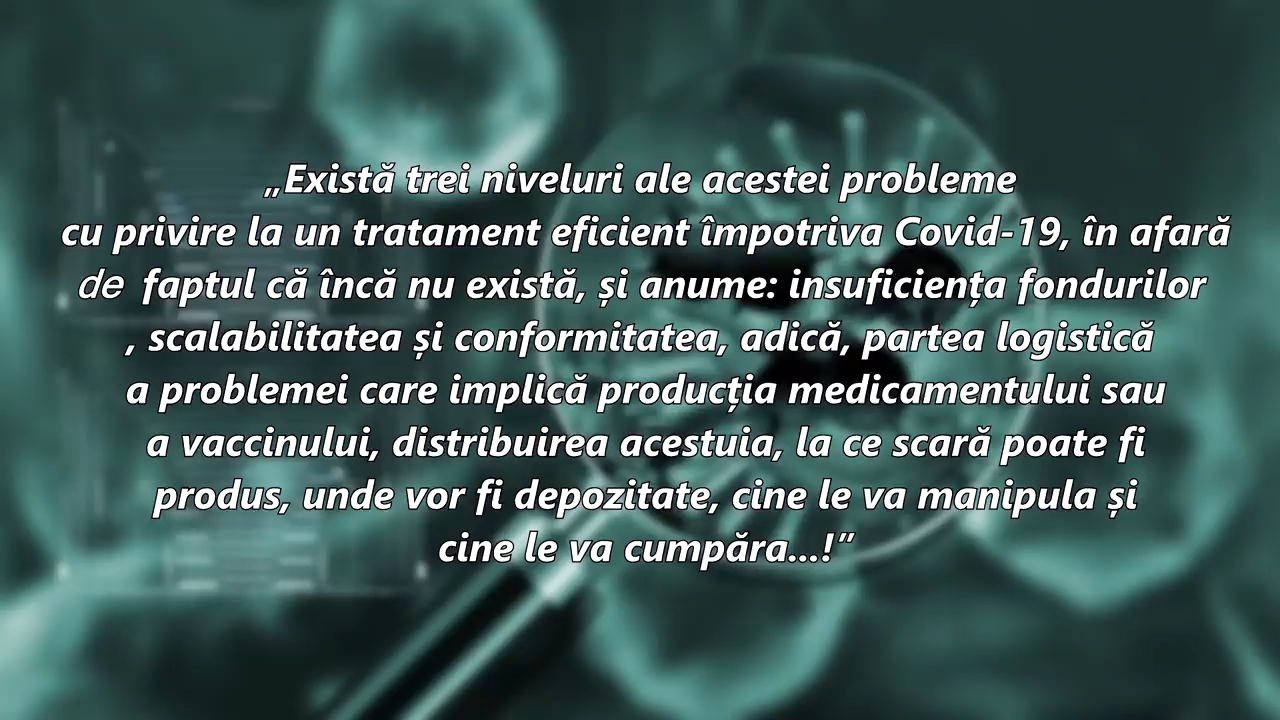 „Există trei niveluri ale acestei probleme
cu privire la un tratament eficient împotriva Covid-19, în afară
de faptul că încă nu există, și anume: insuficiența fondurilor
, scalabilitatea și conformitatea, adică, partea logistică
a problemei care implică producția medicamentului sau
a vaccinului, distribuirea acestuia, la ce scară poate fi
produs, unde vor fi depozitate, cine le va manipula și
cine le va cumpăra...!”